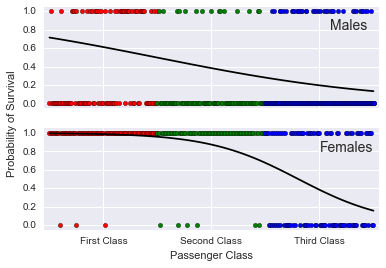 1.0
Males
0.8
0.6
0.4
0.2
0.0
1.0
Females
0.8
0.6
0.4
0.2
0.0
Probability of Survival
First Class Second Class Third Class
Passenger Class